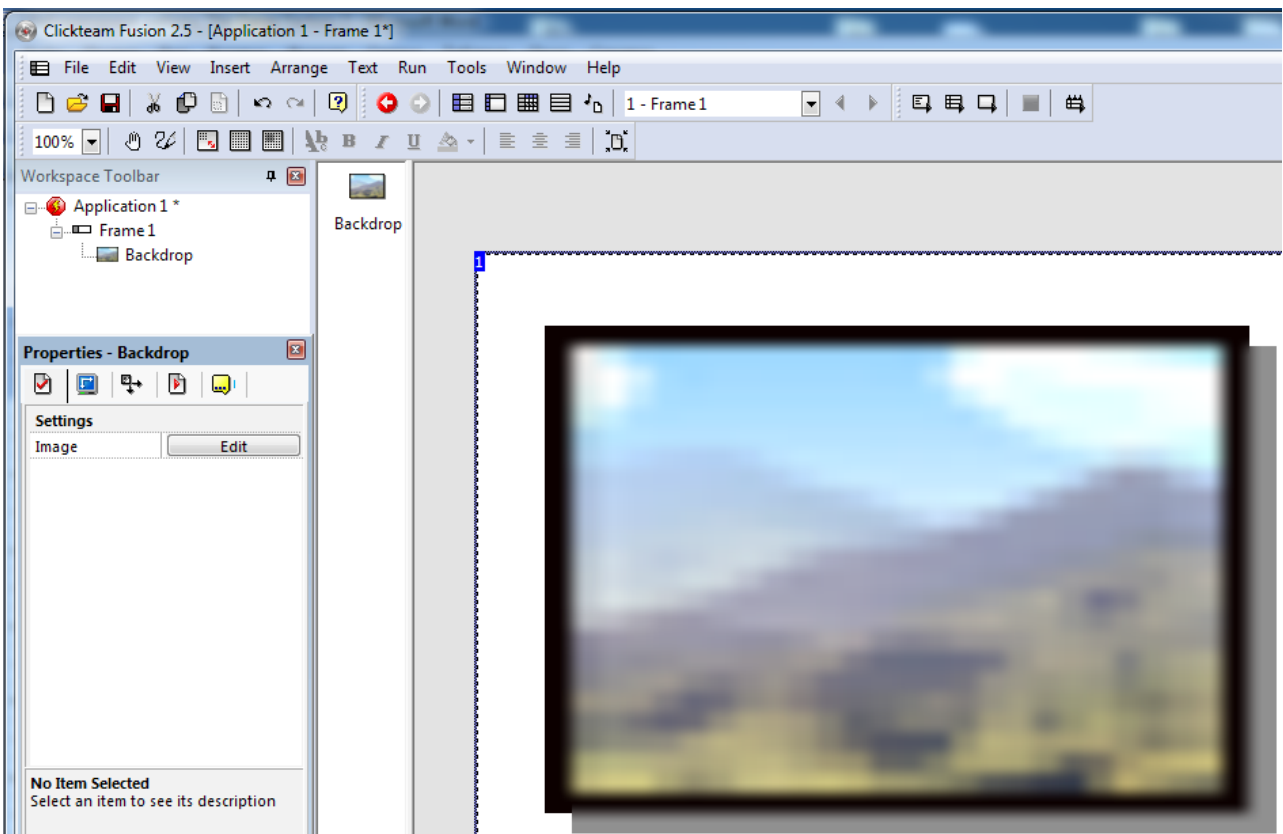 Clickteam Fusion 2.5 - [Application 1 - Frame 1*]
File Edit View Insert Arrange Text Run Tools Window Help
1 - Frame 1
100%
B I U
Workspace Toolbar
Application 1 *
Frame 1
Backdrop
Backdrop
1
Properties - Backdrop
Settings
Image Edit
No Item Selected
Select an item to see its description